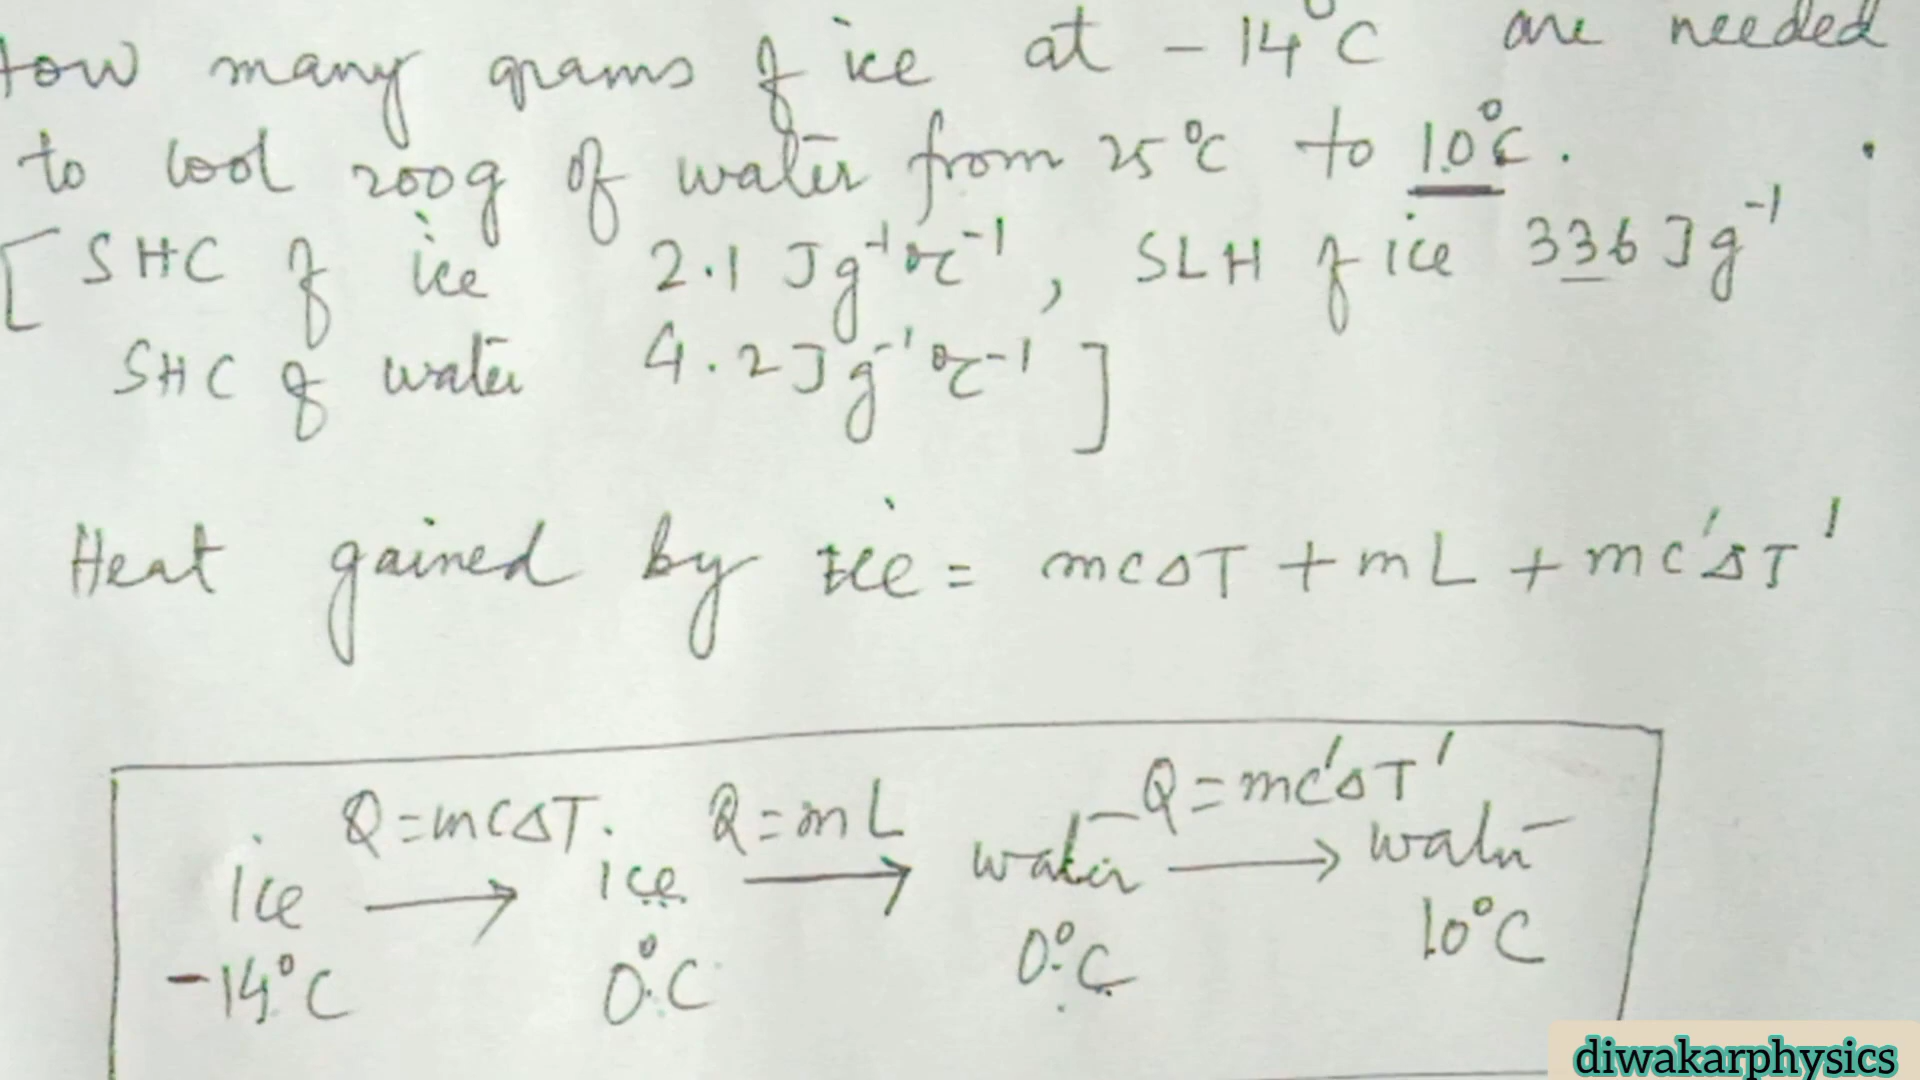 How many grams of ice at - 14°C are needed
to cool 200g of water from 25°C to 10°C.
[SHC of ice 2.1 Jg⁻¹°C⁻¹, SLH of ice 336 Jg⁻¹
SHC of water 4.2 Jg⁻¹°C⁻¹]
Heat gained by ice = mcΔT + mL + mc'ΔT'
Q=mcΔT. Q=mL Q=mc'ΔT'
ice → ice → water → water
-14°C 0°C 0°C 10°C
diwakarphysics